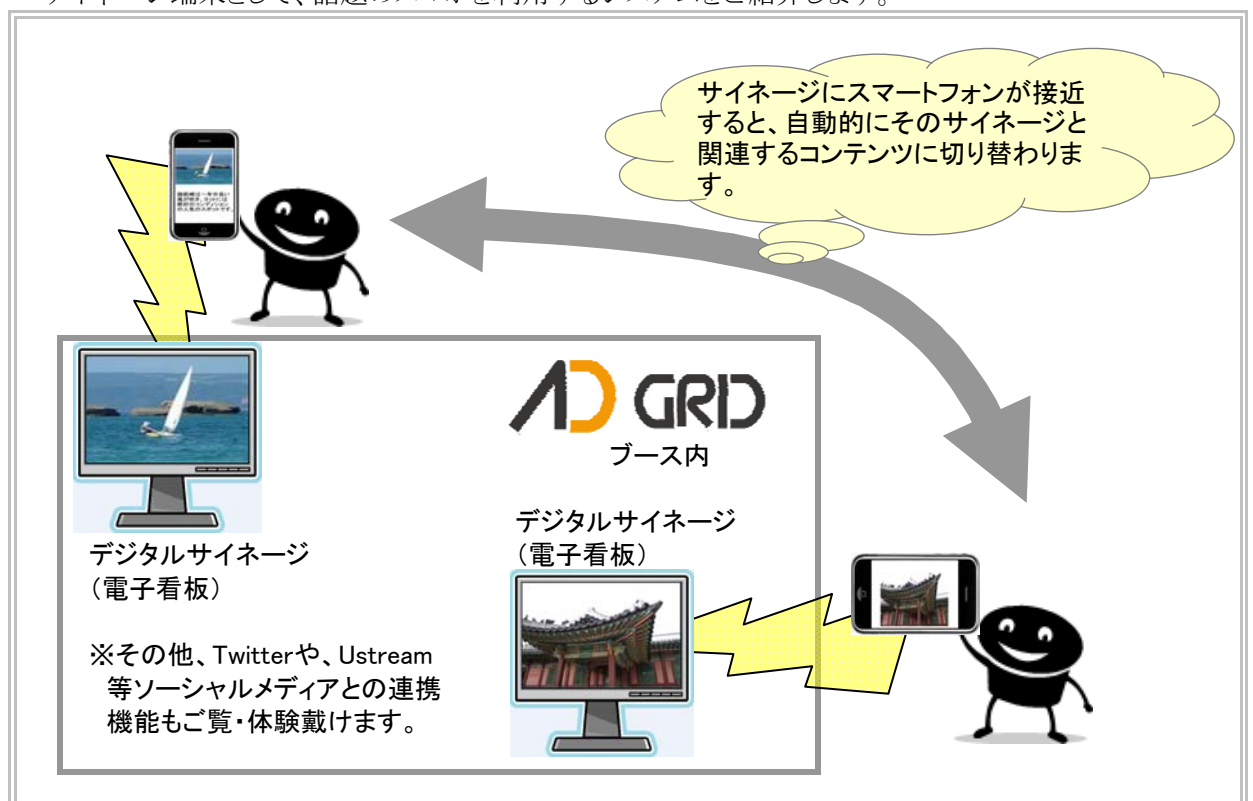 サイネージにスマートフォンが接近
すると、自動的にそのサイネージと
関連するコンテンツに切り替わりま
す。
AD GRID
ブース内
デジタルサイネージ
（電子看板）
デジタルサイネージ
（電子看板）
※その他、Twitterや、Ustream
等ソーシャルメディアとの連携
機能もご覧・体験戴けます。